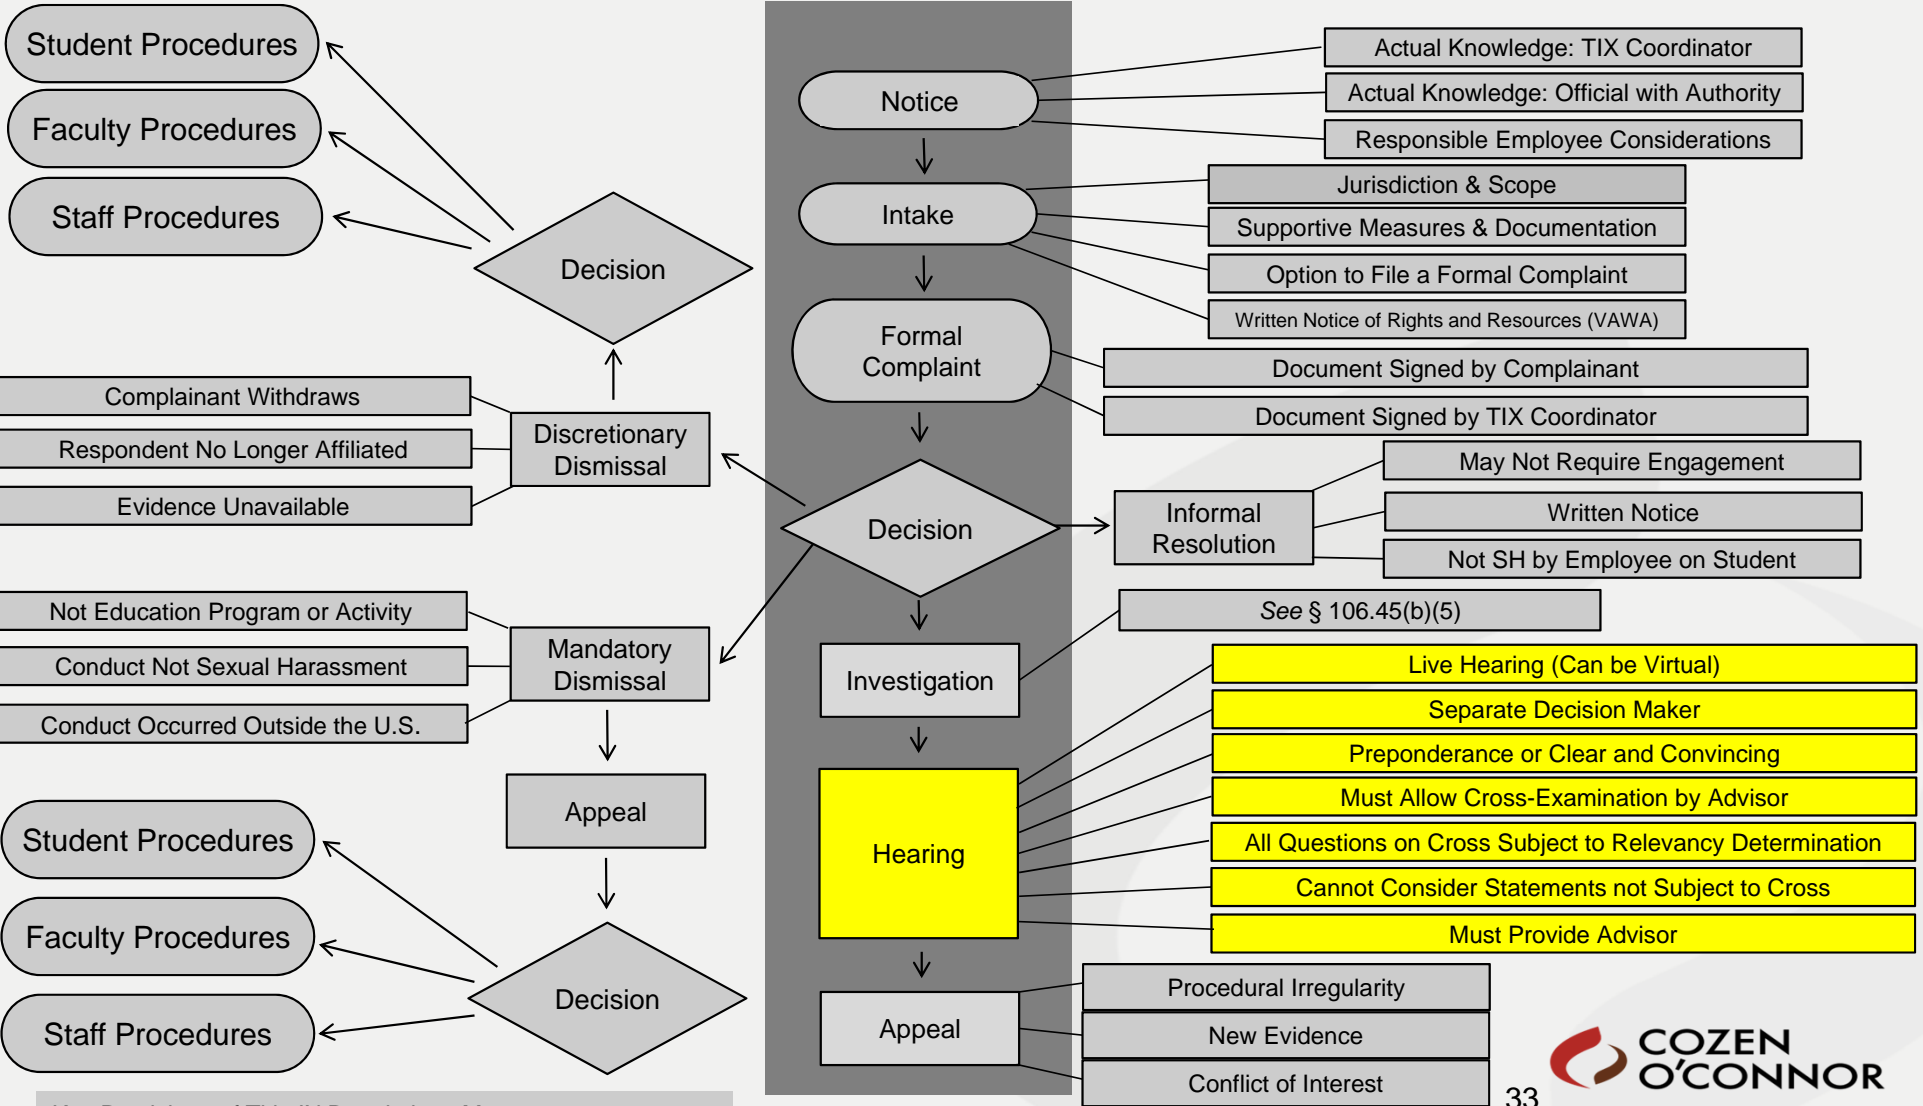 Student Procedures
Faculty Procedures
Staff Procedures
Decision
Complainant Withdraws
Respondent No Longer Affiliated
Evidence Unavailable
Discretionary
Dismissal
Not Education Program or Activity
Conduct Not Sexual Harassment
Conduct Occurred Outside the U.S.
Mandatory
Dismissal
Appeal
Student Procedures
Faculty Procedures
Staff Procedures
Decision
Notice
Actual Knowledge: TIX Coordinator
Actual Knowledge: Official with Authority
Responsible Employee Considerations
Intake
Jurisdiction & Scope
Supportive Measures & Documentation
Option to File a Formal Complaint
Written Notice of Rights and Resources (VAWA)
Formal
Complaint
Document Signed by Complainant
Document Signed by TIX Coordinator
Decision
Informal
Resolution
May Not Require Engagement
Written Notice
Not SH by Employee on Student
Investigation
See § 106.45(b)(5)
Hearing
Live Hearing (Can be Virtual)
Separate Decision Maker
Preponderance or Clear and Convincing
Must Allow Cross-Examination by Advisor
All Questions on Cross Subject to Relevancy Determination
Cannot Consider Statements not Subject to Cross
Must Provide Advisor
Appeal
Procedural Irregularity
New Evidence
Conflict of Interest
33
COZEN
O'CONNOR